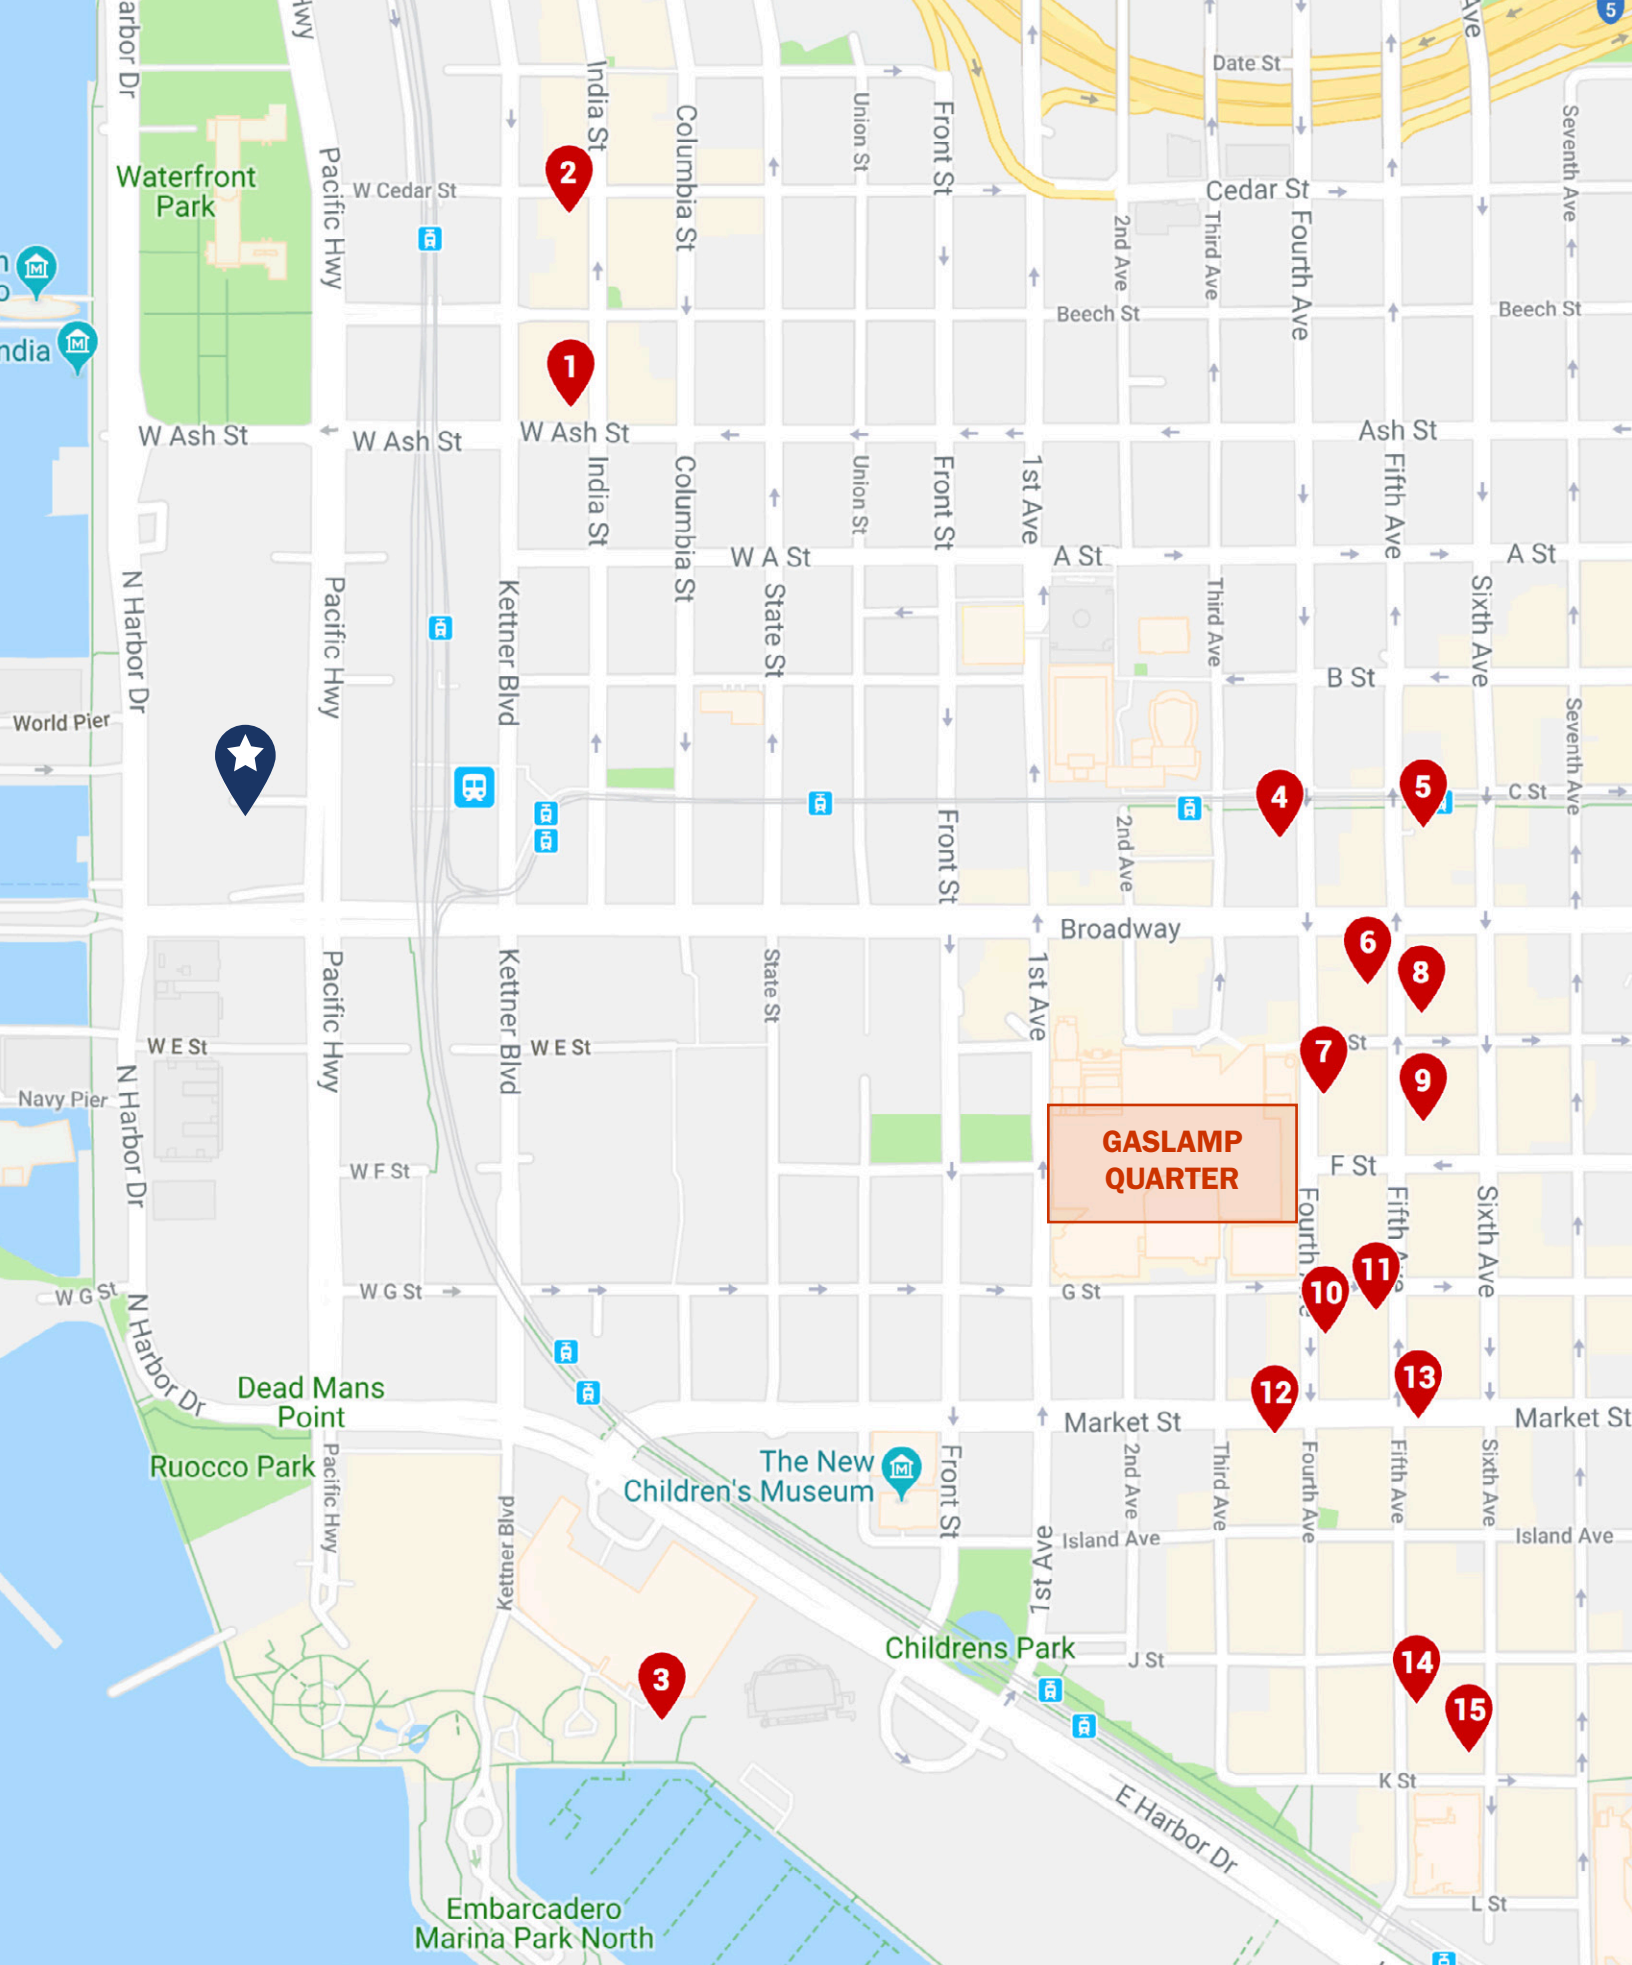 arbor Dr
Hwy
Ave
5
Date St
India St
Columbia St
Union St
Front St
Seventh Ave
Waterfront
Park
Pacific Hwy
W Cedar St
2
Cedar St
2nd Ave
Third Ave
Fourth Ave
n
o
ndia
Beech St
Beech St
1
W Ash St
W Ash St
W Ash St
Ash St
India St
Columbia St
Union St
Front St
1st Ave
Fifth Ave
W A St
A St
A St
N Harbor Dr
Pacific Hwy
Kettner Blvd
State St
Third Ave
Sixth Ave
B St
World Pier
Seventh Ave
4
5
C St
Front St
2nd Ave
Broadway
6
8
Pacific Hwy
Kettner Blvd
State St
1st Ave
W E St
W E St
7
St
9
Navy Pier
N Harbor Dr
GASLAMP
QUARTER
W F St
F St
Fourth
Fifth A
Sixth Ave
W G St
W G St
G St
10
11
e
e
N Harbor Dr
Dead Mans
Point
12
13
Market St
Market St
Ruocco Park
Pacific Hwy
The New
Children's Museum
Front St
2nd Ave
Third Ave
Fourth Ave
Fifth Ave
Sixth Ave
Kettner Blvd
1st Ave
Island Ave
Island Ave
Childrens Park
J St
3
14
15
K St
E Harbor Dr
L St
Embarcadero
Marina Park North